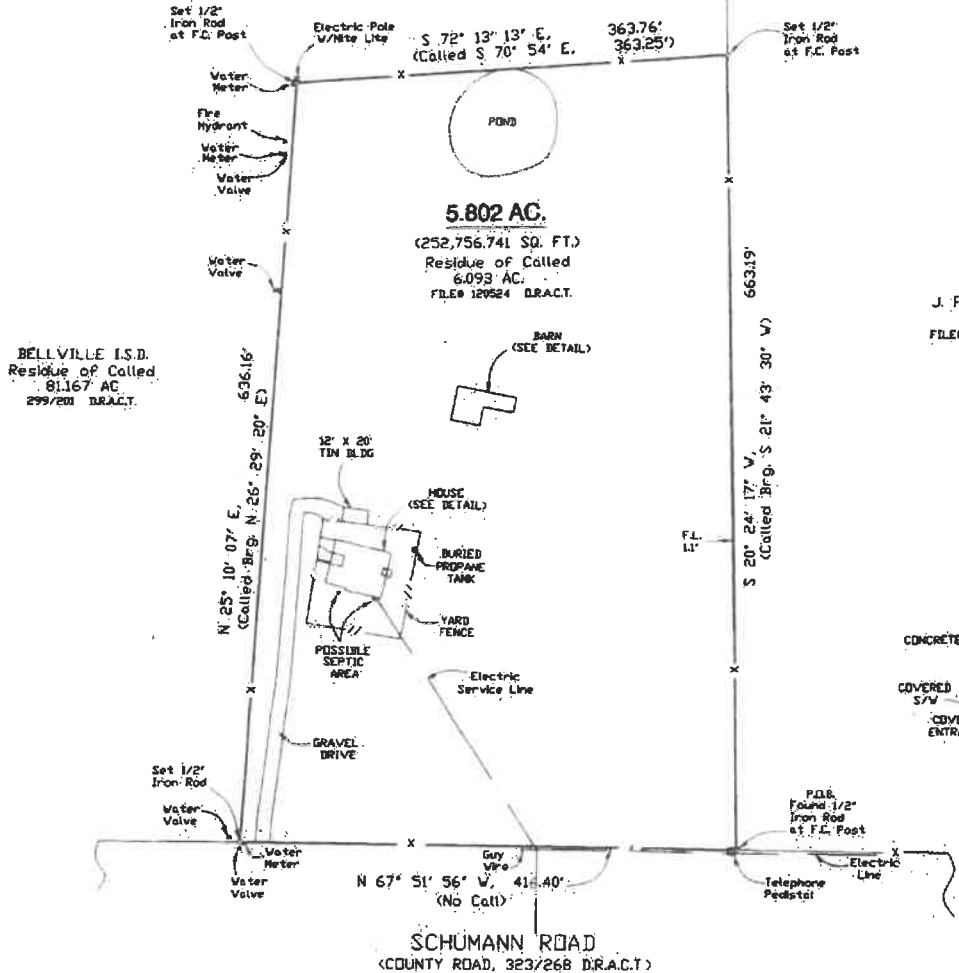 Set 1/2"
Iron Rod
at F.C. Post
Electric Pole
W/Nite Lite
S 72° 13' 13" E, 363.76'
(Called S 70° 54' E, 363.25')
Set 1/2"
Iron Rod
at F.C. Post
Water
Meter
Fire
Hydrant
Water
Meter
Water
Valve
POND
5.802 AC.
(252,756.741 SQ. FT.)
Residue of Called
6.093 AC.
FILE# 120524 D.R.A.C.T.
Water
Valve
663.19'
J.
BELLVILLE I.S.D.
Residue of Called
81.167 AC
299/201 D.R.A.C.T.
BARN
(SEE DETAIL)
N 25° 10' 07" E, 636.16'
(Called Brg. N 26° 29' 20" E)
S 20° 24' 17" W,
(Called Brg. S 21° 43' 30" W)
12' X 20'
TIN BLDG
HOUSE
(SEE DETAIL)
F.L.
1.1'
BURIED
PROPANE
TANK
YARD
FENCE
POSSIBLE
SEPTIC
AREA
CONCRETE
Electric
Service Line
COVERED
S/W
GRAVEL
DRIVE
Set 1/2"
Iron Rod
Water
Valve
P.O.B.
Found 1/2"
Iron Rod
at F.C. Post
Water
Meter
Water
Valve
Guy
Wire
Electric
Line
Telephone
Pedistal
N 67° 51' 56" W,
(No Call)
SCHUMANN ROAD
(COUNTY ROAD, 323/268 D.R.A.C.T)